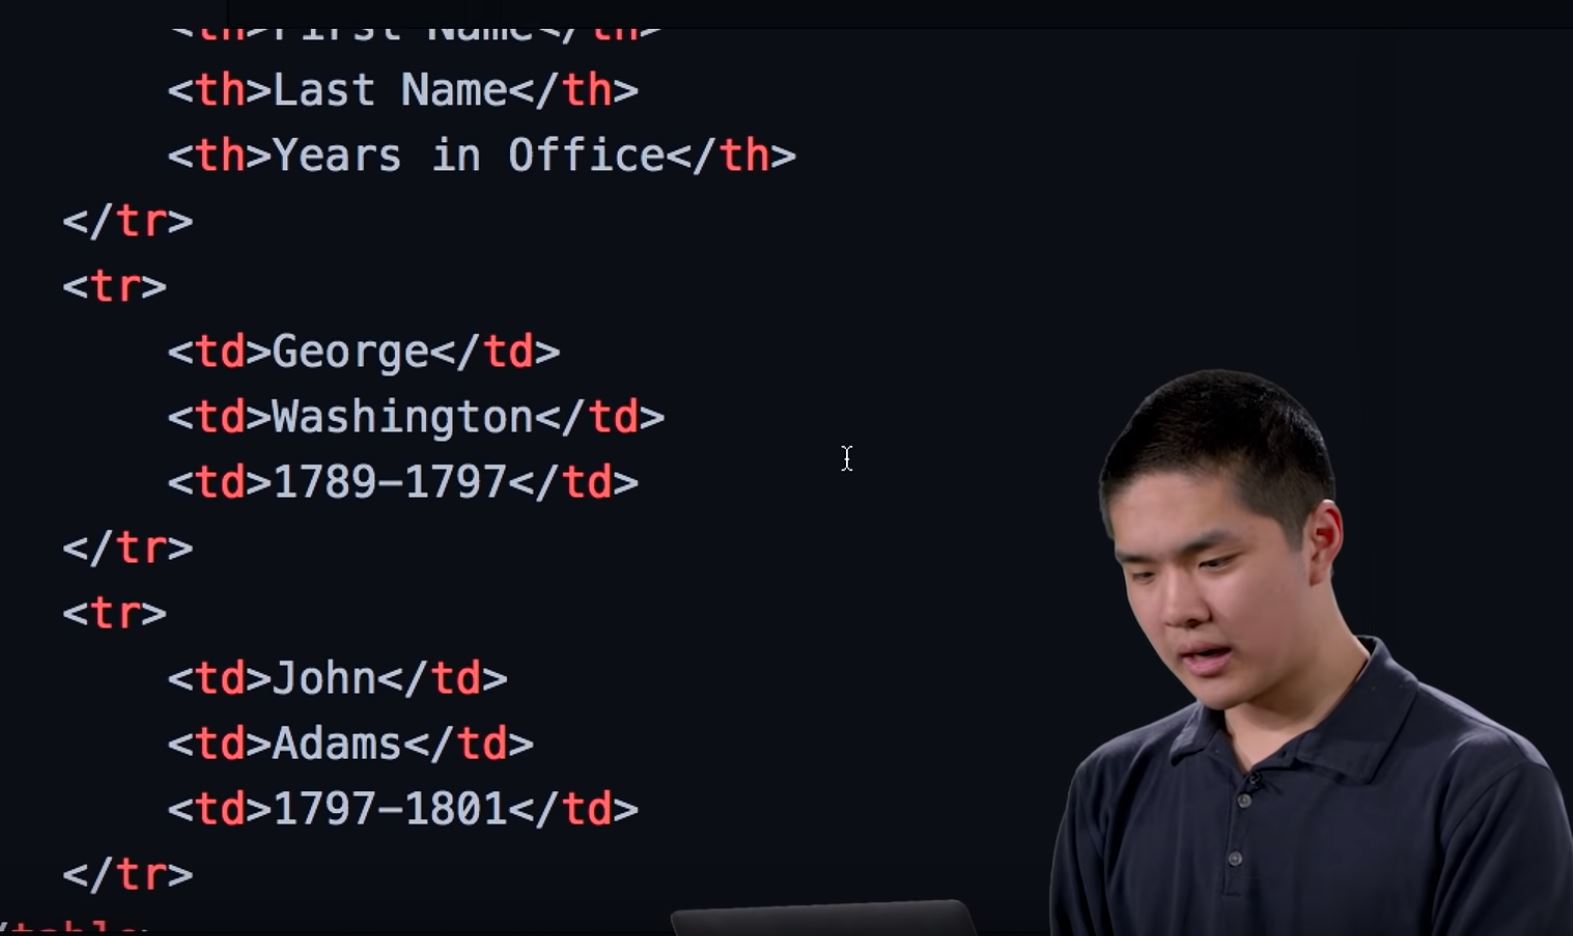 <th>First Name</th>
<th>Last Name</th>
<th>Years in Office</th>
</tr>
<tr>
<td>George</td>
<td>Washington</td>
<td>1789-1797</td>
</tr>
<tr>
<td>John</td>
<td>Adams</td>
<td>1797-1801</td>
</tr>
/table>